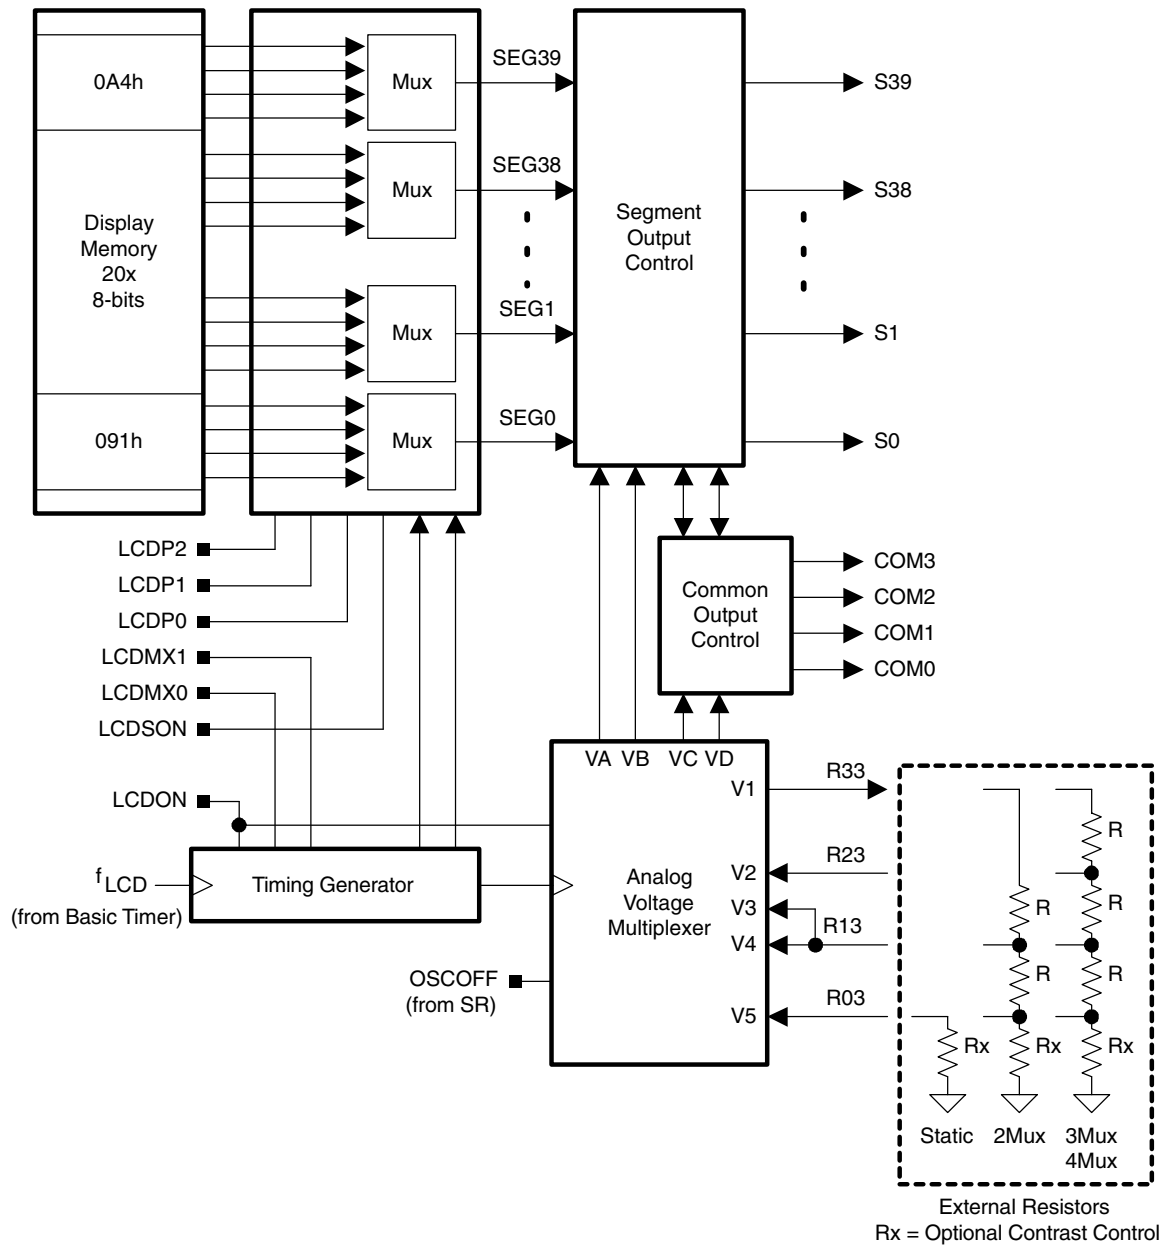 0A4h
Display
Memory
20x
8-bits
091h
Mux
Mux
Mux
Mux
SEG39
SEG38
SEG1
SEG0
Segment
Output
Control
S39
S38
S1
S0
LCDP2
LCDP1
LCDP0
LCDMX1
LCDMX0
LCDSON
LCDON
fLCD
(from Basic Timer)
Timing Generator
OSCOFF
(from SR)
Common
Output
Control
COM3
COM2
COM1
COM0
VA VB VC VD
V1
V2
V3
V4
V5
Analog
Voltage
Multiplexer
R33
R23
R13
R03
R
R R
R R
Rx Rx Rx
Static 2Mux 3Mux
4Mux
External Resistors
Rx = Optional Contrast Control